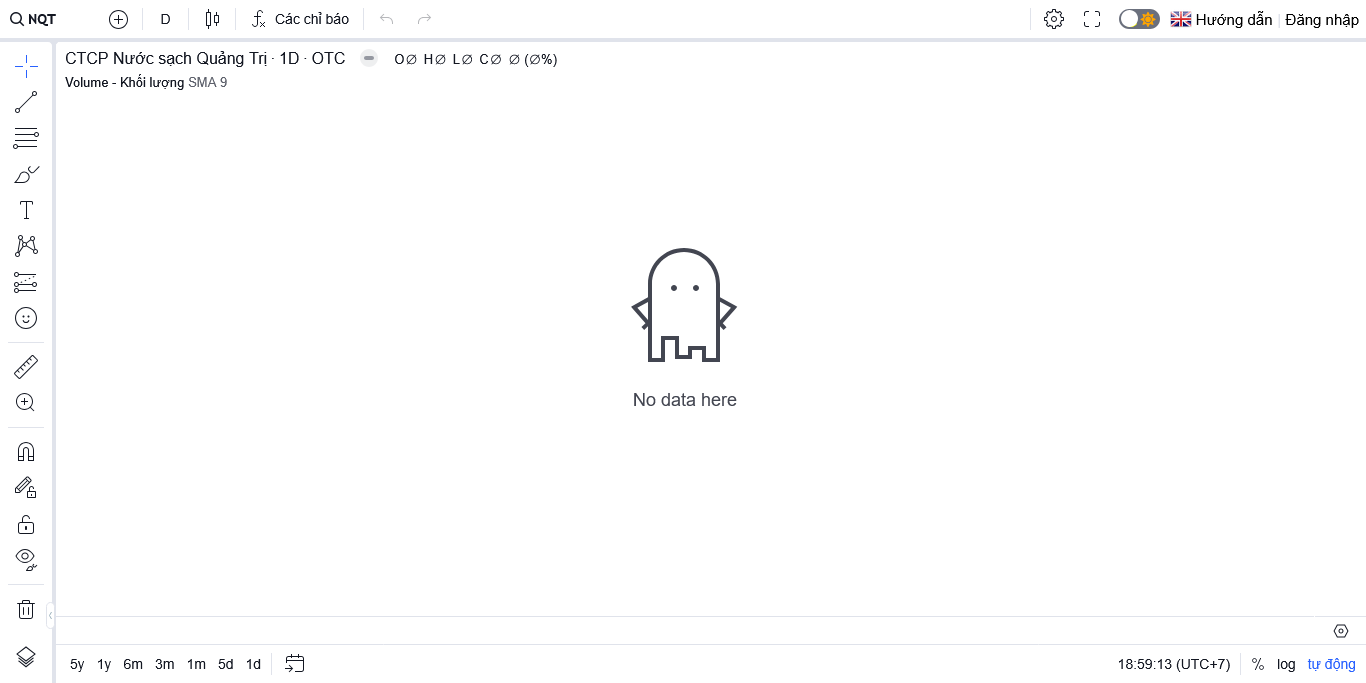 NQT D Các chỉ báo Hướng dẫn Đăng nhập
CTCP Nước sạch Quảng Trị · 1D · OTC O∅ H∅ L∅ C∅ ∅ (∅%)
Volume - Khối lượng SMA 9
No data here
5y 1y 6m 3m 1m 5d 1d 18:59:13 (UTC+7) % log tự động